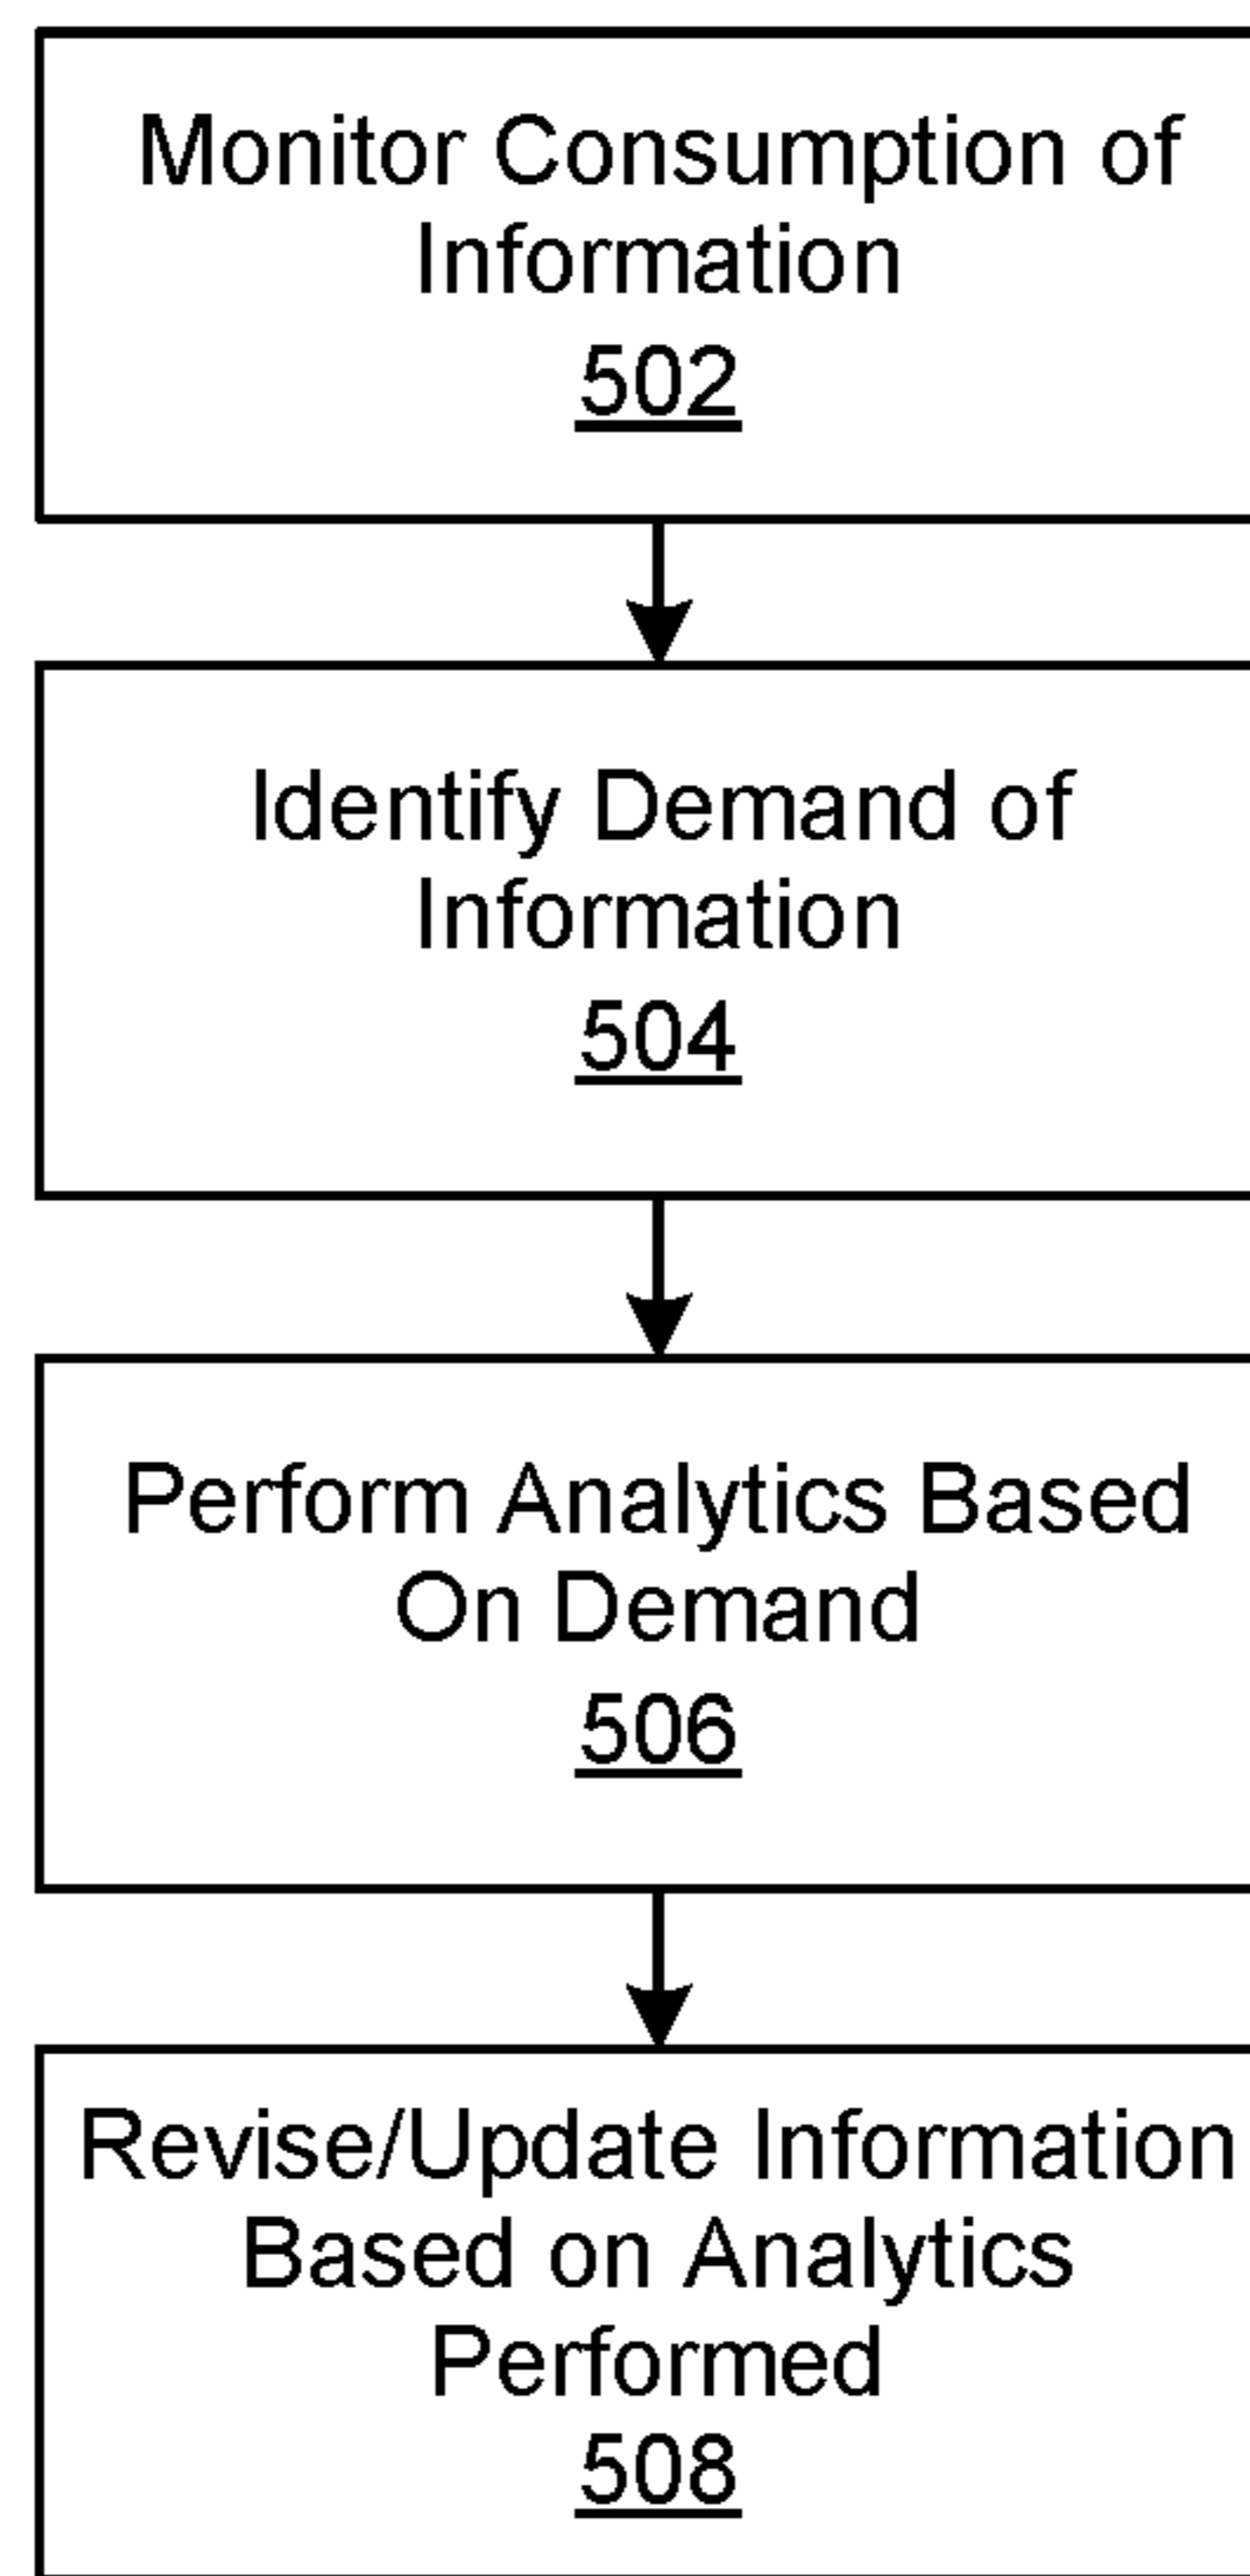 Monitor Consumption of
Information
502
Identify Demand of
Information
504
Perform Analytics Based
On Demand
506
Revise/Update Information
Based on Analytics
Performed
508